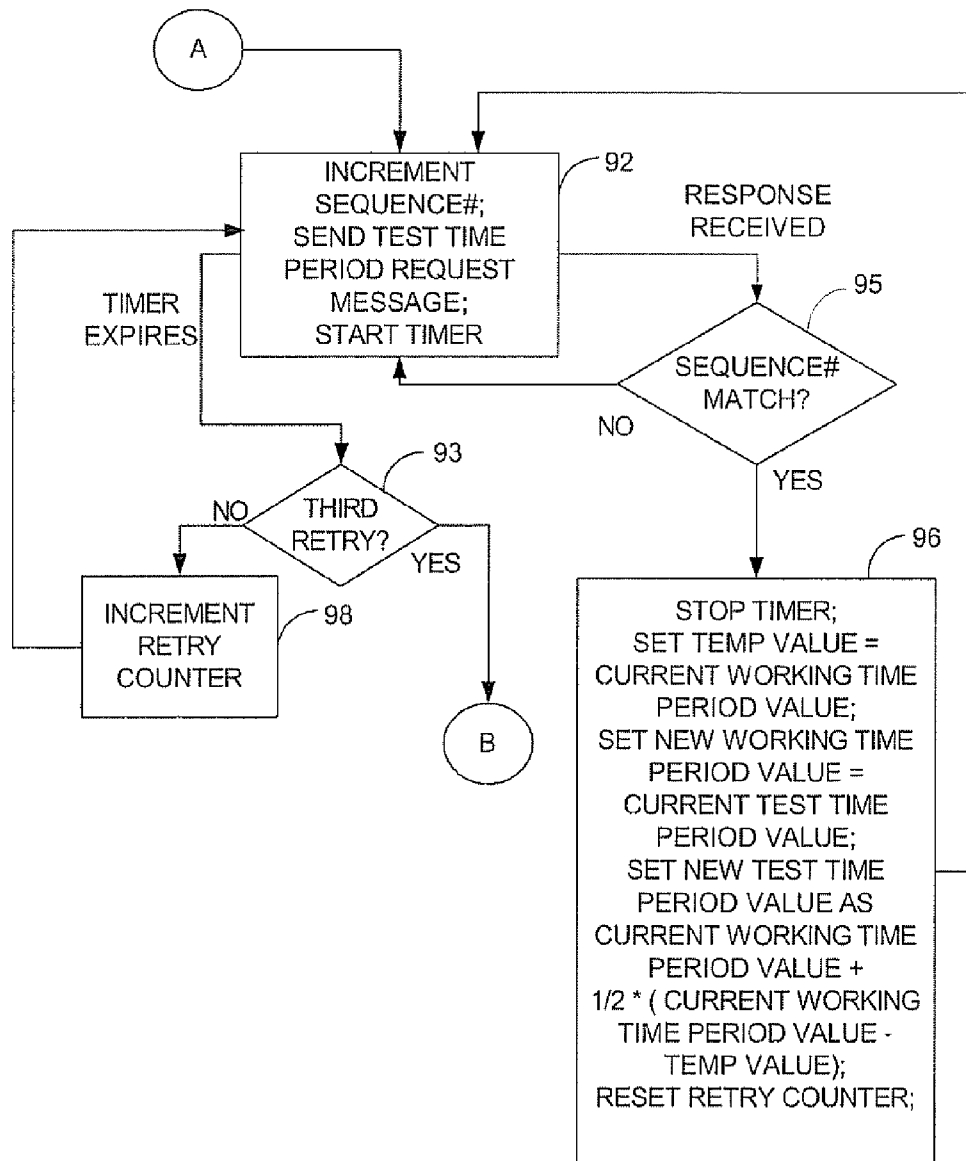 A
INCREMENT
SEQUENCE#;
SEND TEST TIME
PERIOD REQUEST
MESSAGE;
START TIMER
92
RESPONSE
RECEIVED
TIMER
EXPIRES
95
SEQUENCE#
MATCH?
NO
YES
93
THIRD
RETRY?
NO
YES
INCREMENT
RETRY
COUNTER
98
B
96
STOP TIMER;
SET TEMP VALUE =
CURRENT WORKING TIME
PERIOD VALUE;
SET NEW WORKING TIME
PERIOD VALUE =
CURRENT TEST TIME
PERIOD VALUE;
SET NEW TEST TIME
PERIOD VALUE AS
CURRENT WORKING TIME
PERIOD VALUE +
1/2 * ( CURRENT WORKING
TIME PERIOD VALUE -
TEMP VALUE);
RESET RETRY COUNTER;